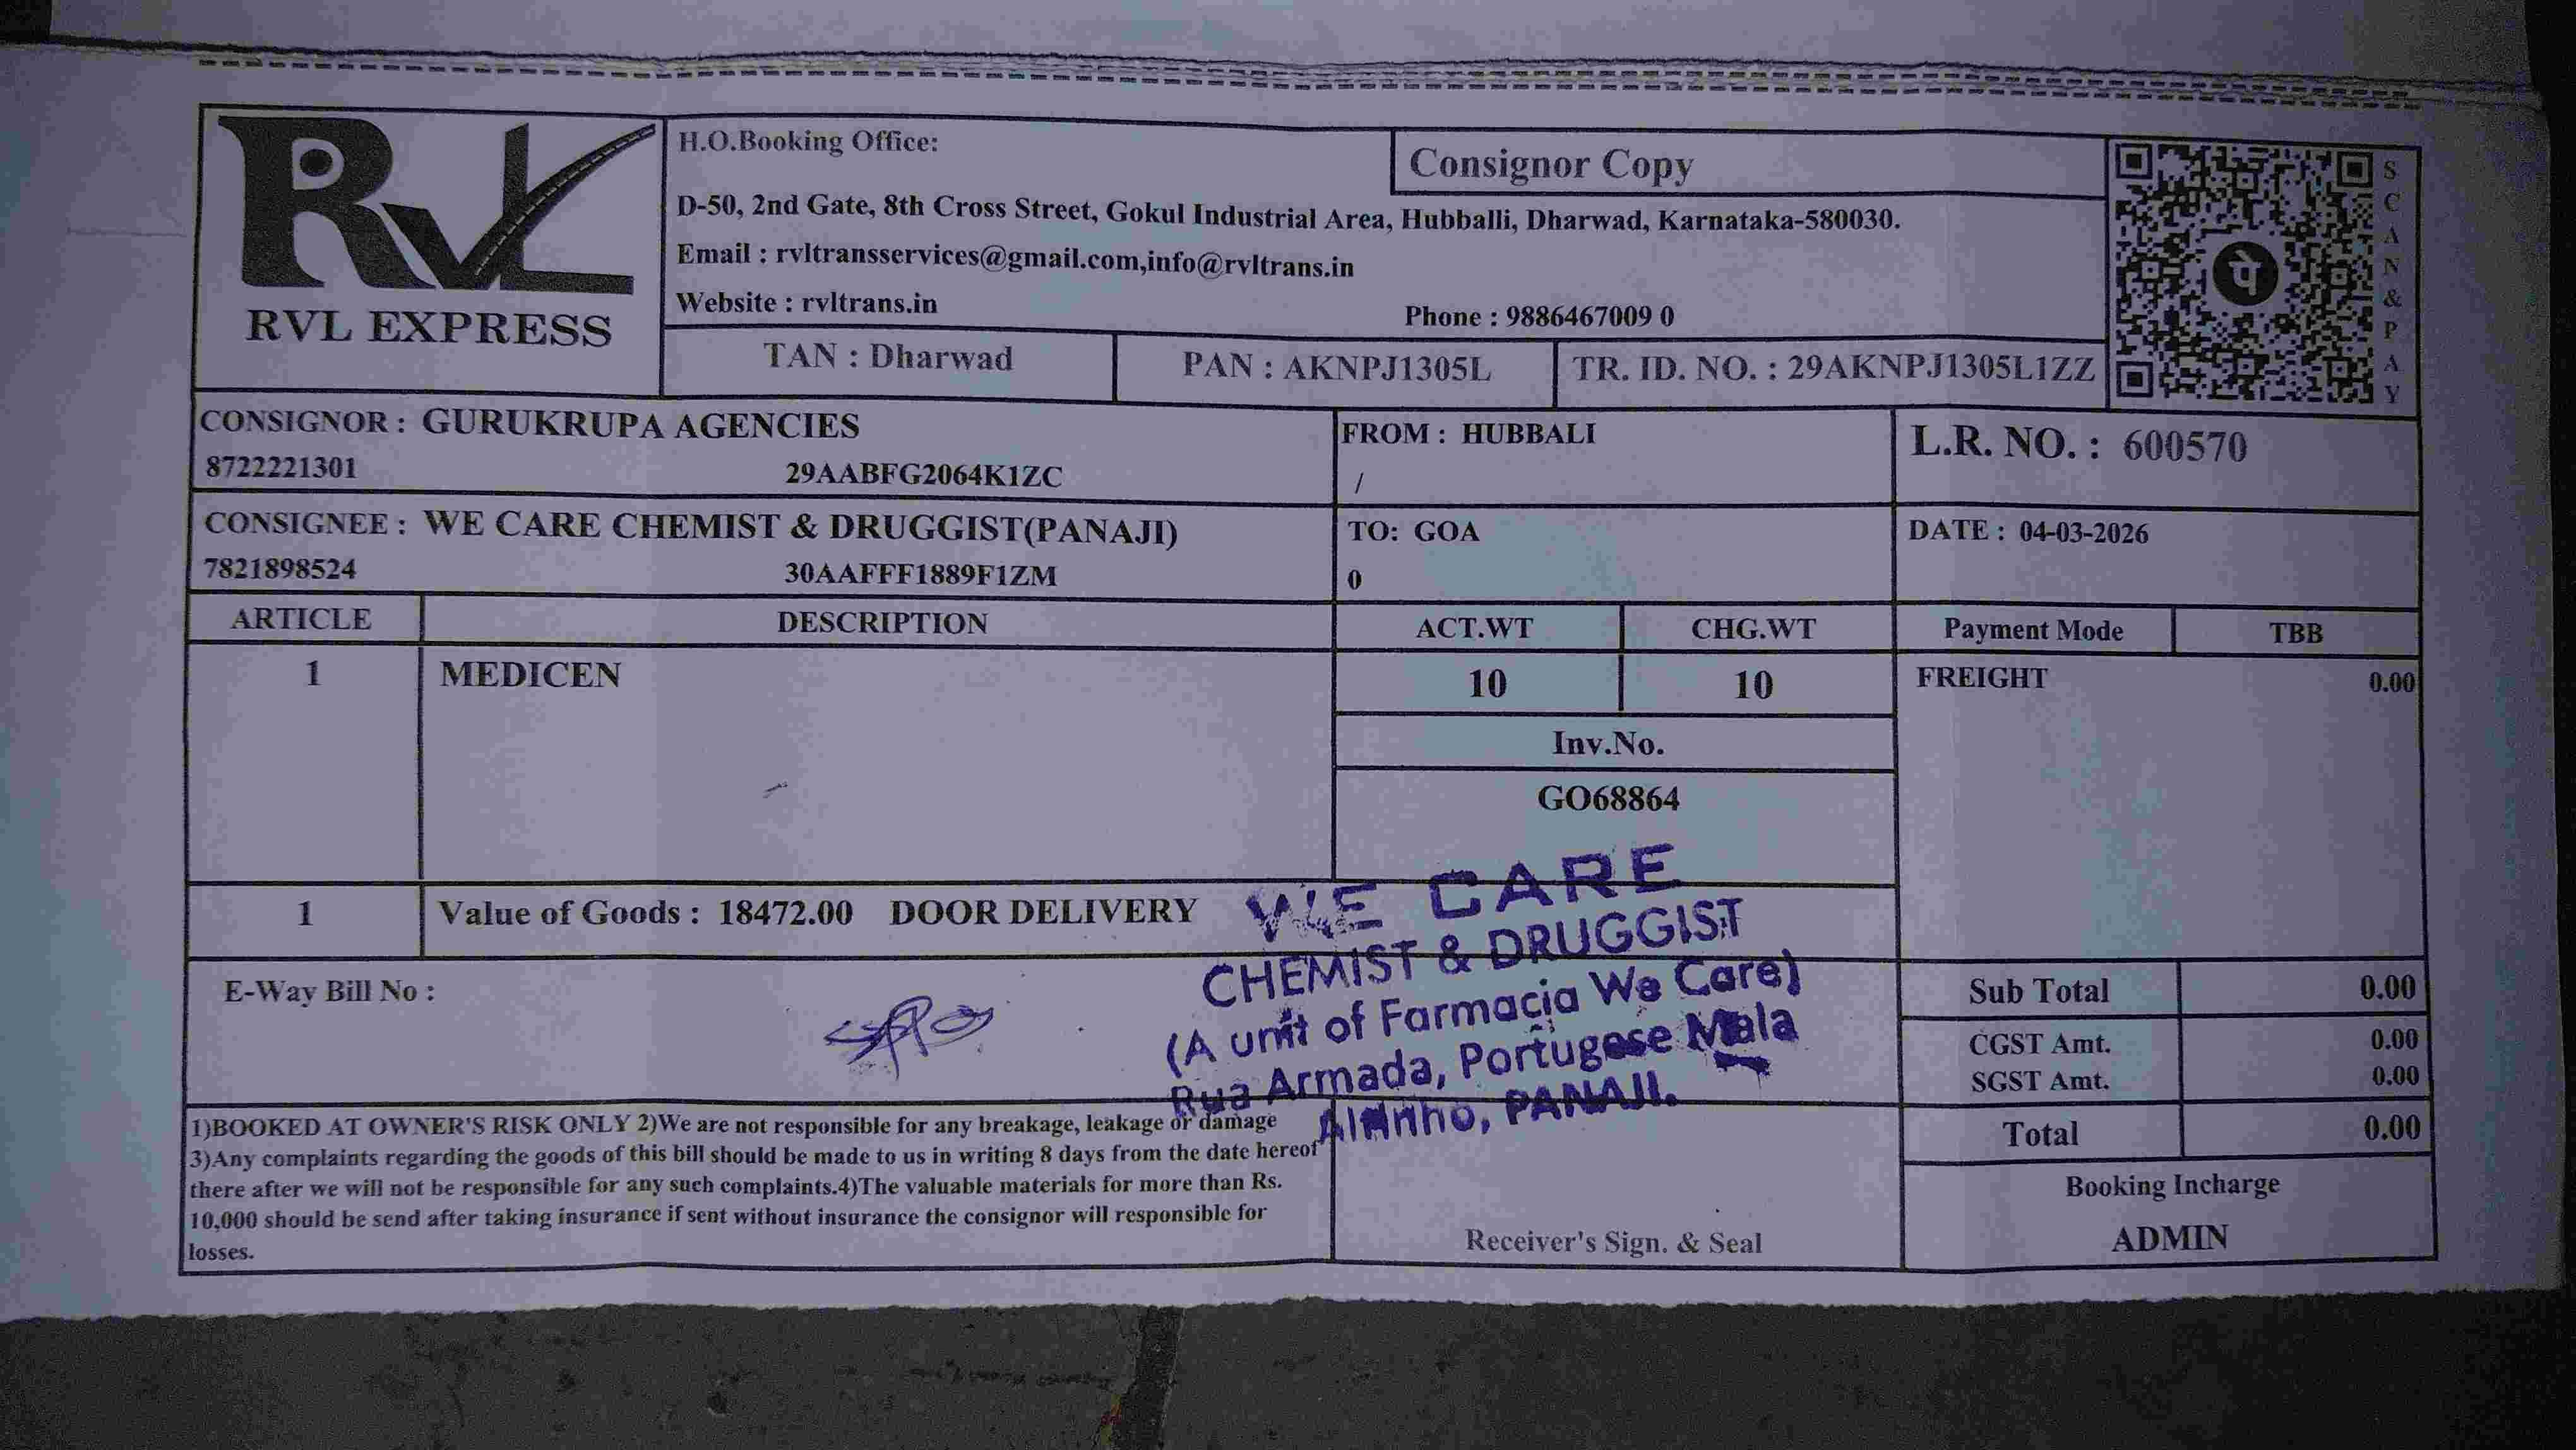 RVL
RVL EXPRESS
H.O.Booking Office:
Consignor Copy
D-50, 2nd Gate, 8th Cross Street, Gokul Industrial Area, Hubballi, Dharwad, Karnataka-580030.
Email : rvltransservices@gmail.com,info@rvltrans.in
Website : rvltrans.in
Phone : 9886467009 0
TAN : Dharwad
PAN : AKNPJ1305L
TR. ID. NO. : 29AKNPJ1305L1ZZ
पे
SCAN&PAY
CONSIGNOR : GURUKRUPA AGENCIES
8722221301 29AABFG2064K1ZC
FROM : HUBBALI
/
L.R. NO. : 600570
CONSIGNEE : WE CARE CHEMIST & DRUGGIST(PANAJI)
7821898524 30AAFFF1889F1ZM
TO: GOA
0
DATE : 04-03-2026
ARTICLE DESCRIPTION ACT.WT CHG.WT Payment Mode TBB
1 MEDICEN 10 10 FREIGHT 0.00
Inv.No.
GO68864
1 Value of Goods : 18472.00 DOOR DELIVERY
E-Way Bill No :
WE CARE
CHEMIST & DRUGGIST
(A unit of Farmacia We Care)
Rua Armada, Portugese Mala
Altinho, PANAJI.
Sub Total 0.00
CGST Amt. 0.00
SGST Amt. 0.00
Total 0.00
1)BOOKED AT OWNER'S RISK ONLY 2)We are not responsible for any breakage, leakage or damage
3)Any complaints regarding the goods of this bill should be made to us in writing 8 days from the date hereof
there after we will not be responsible for any such complaints.4)The valuable materials for more than Rs.
10,000 should be send after taking insurance if sent without insurance the consignor will responsible for
losses.
Receiver's Sign. & Seal
Booking Incharge
ADMIN